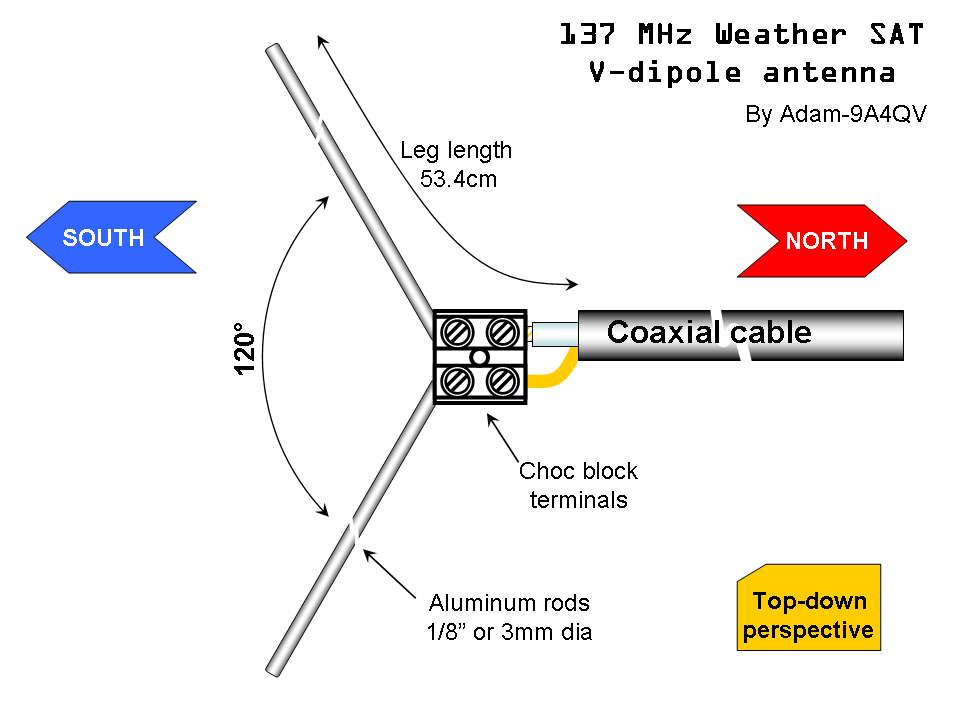 137 MHz Weather SAT
V-dipole antenna
By Adam-9A4QV
Leg length
53.4cm
SOUTH
NORTH
120°
Coaxial cable
Choc block
terminals
Aluminum rods
1/8” or 3mm dia
Top-down
perspective